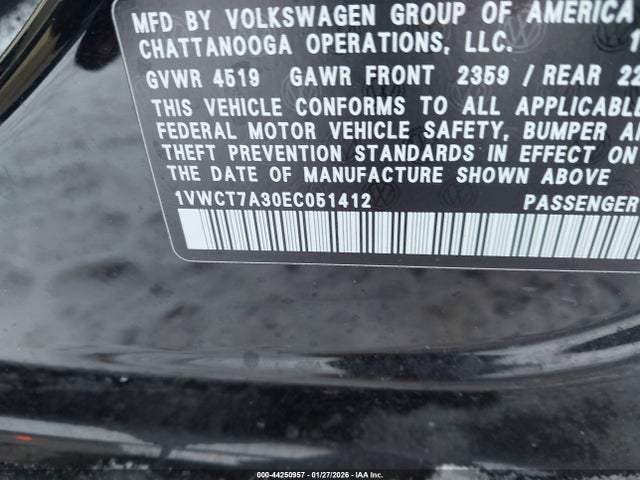 MFD BY VOLKSWAGEN GROUP OF AMERICA
CHATTANOOGA OPERATIONS, LLC.
GVWR 4519 GAWR FRONT 2359 / REAR
THIS VEHICLE CONFORMS TO ALL APPLICABLE
FEDERAL MOTOR VEHICLE SAFETY, BUMPER
THEFT PREVENTION STANDARDS IN EFFECT ON
THE DATE OF MANUFACTURE SHOWN ABOVE
1VWCT7A30EC051412 PASSENGER
000-44250957 - 01/27/2026 - IAA Inc.